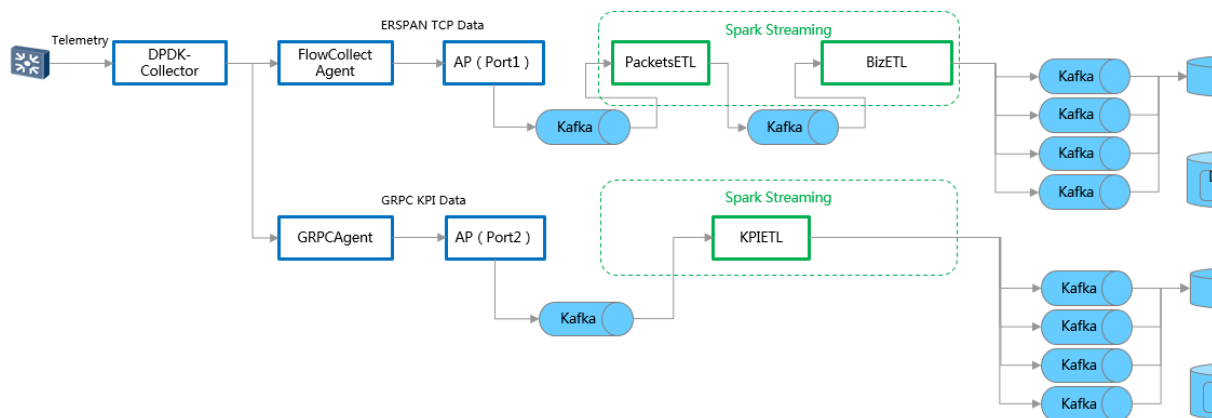 ERSPAN TCP Data
Spark Streaming
Telemetry
DPDK-
Collector
FlowCollect
Agent
AP（Port1）
PacketsETL
BizETL
Kafka
Kafka
Kafka
Kafka
Kafka
Kafka
GRPC KPI Data
Spark Streaming
GRPCAgent
AP（Port2）
KPIETL
Kafka
Kafka
Kafka
Kafka
Kafka